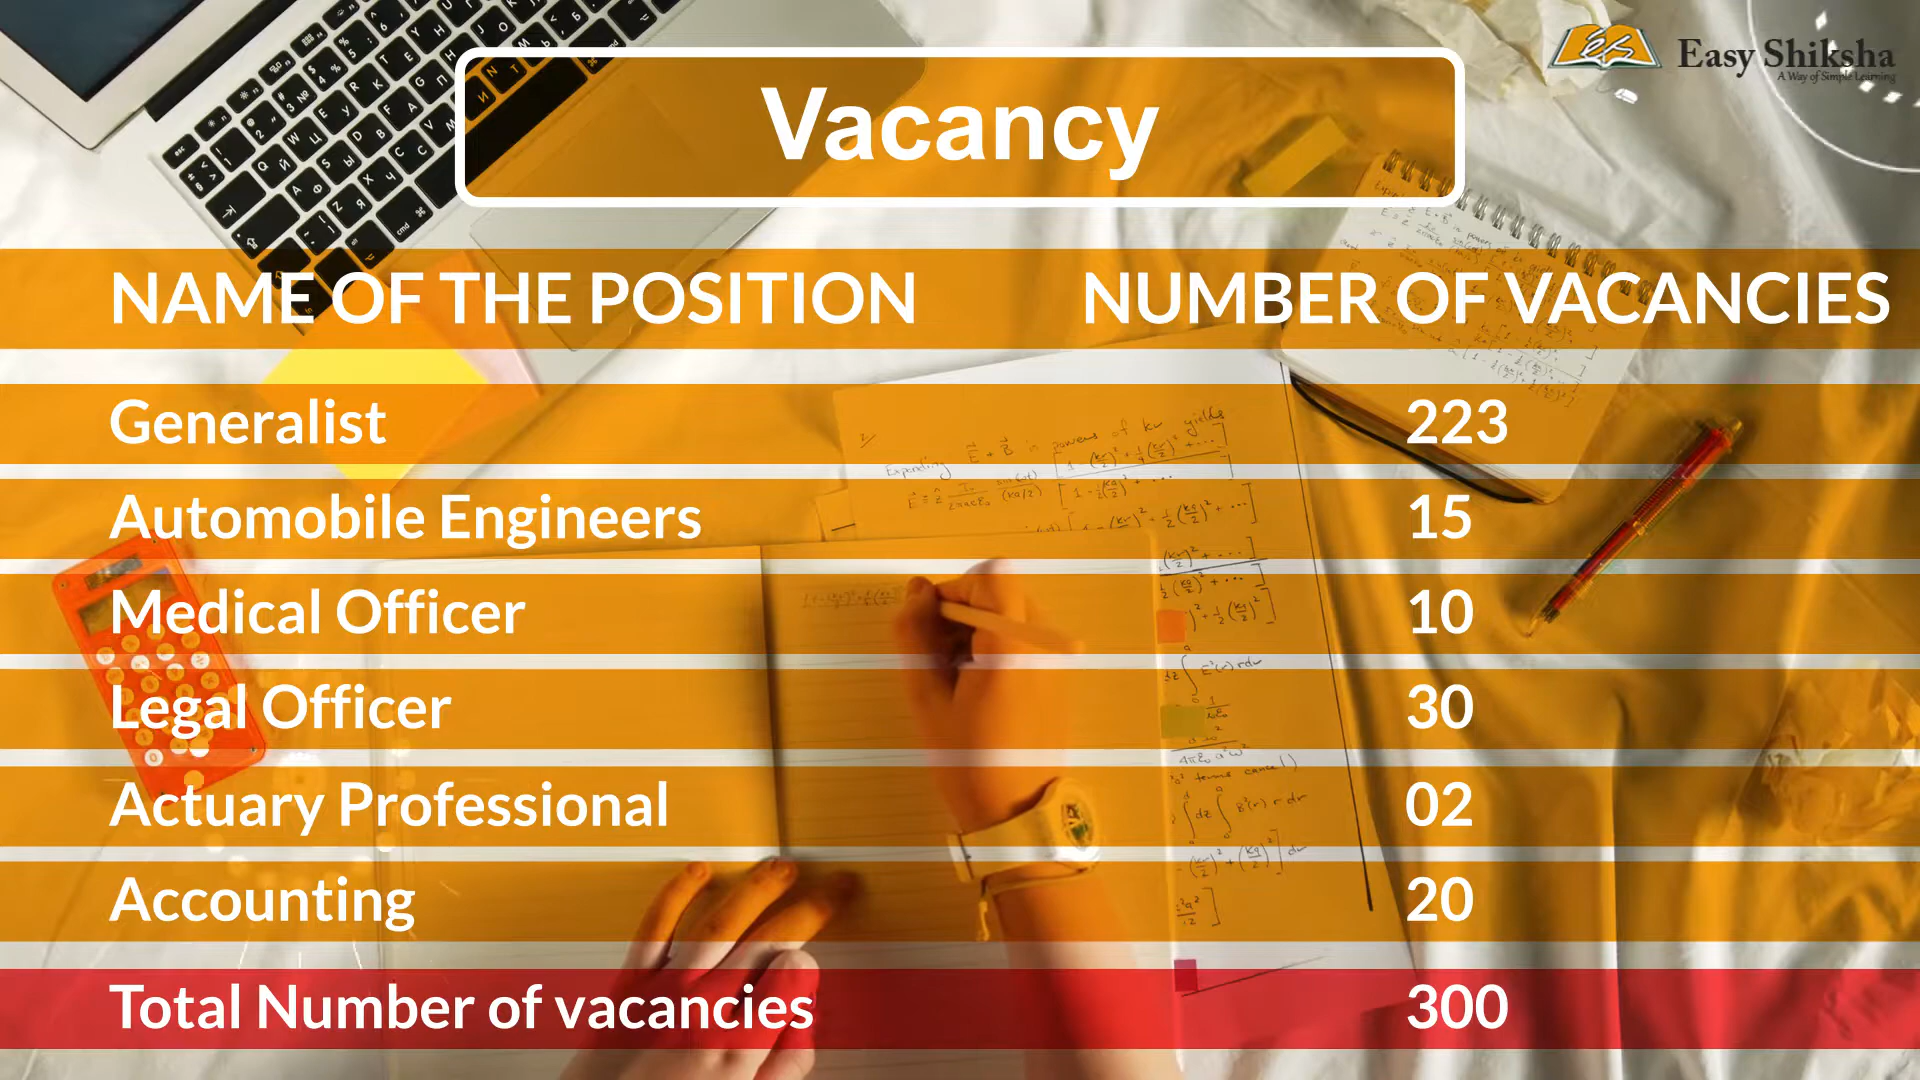 Easy Shiksha
A Way of Simple Learning
Vacancy
NAME OF THE POSITION NUMBER OF VACANCIES
Generalist 223
Automobile Engineers 15
Medical Officer 10
Legal Officer 30
Actuary Professional 02
Accounting 20
Total Number of vacancies 300